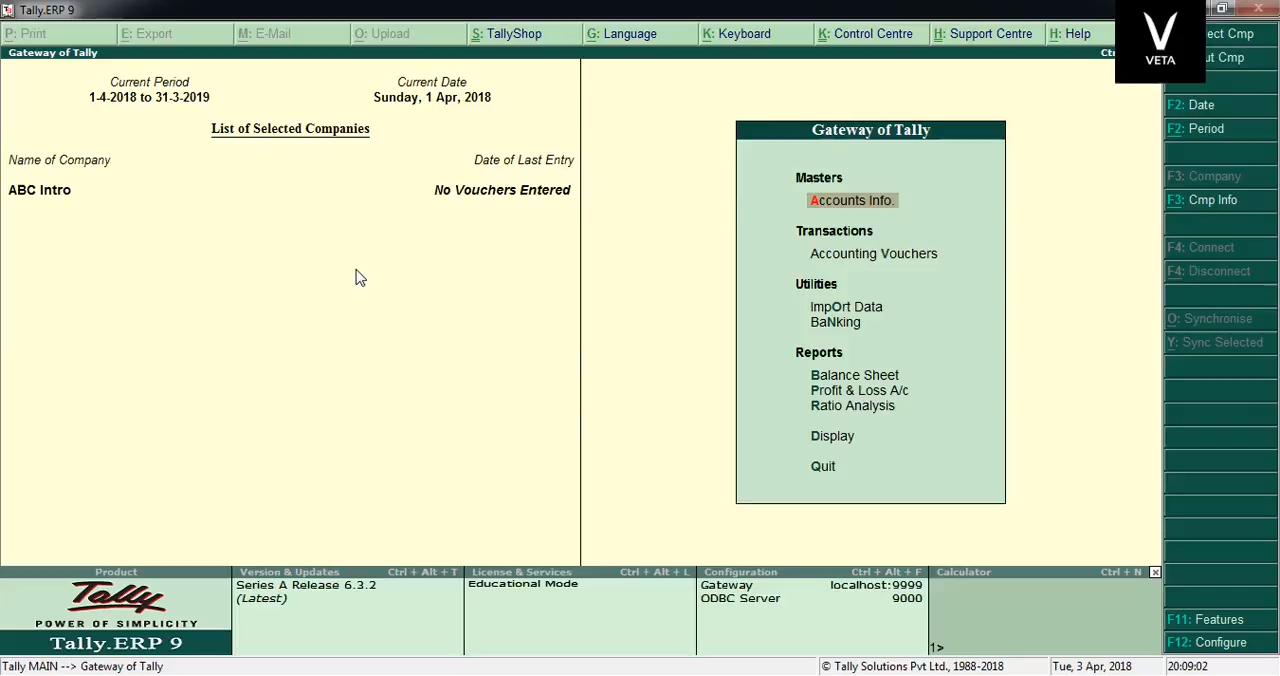 Tally.ERP 9
P: Print
E: Export
M: E-Mail
O: Upload
S: TallyShop
G: Language
K: Keyboard
K: Control Centre
H: Support Centre
H: Help
ect Cmp
Gateway of Tally
Ctr
VETA
ut Cmp
Current Period
1-4-2018 to 31-3-2019
Current Date
Sunday, 1 Apr, 2018
List of Selected Companies
Name of Company
Date of Last Entry
ABC Intro
No Vouchers Entered
Gateway of Tally
Masters
Accounts Info.
Transactions
Accounting Vouchers
Utilities
ImpOrt Data
BaNking
Reports
Balance Sheet
Profit & Loss A/c
Ratio Analysis
Display
Quit
F2: Date
F2: Period
F3: Company
F3: Cmp Info
F4: Connect
F4: Disconnect
O: Synchronise
Y: Sync Selected
F11: Features
F12: Configure
Product
Tally
POWER OF SIMPLICITY
Tally.ERP 9
Version & Updates Ctrl + Alt + T
Series A Release 6.3.2
(Latest)
License & Services Ctrl + Alt + L
Educational Mode
Configuration Ctrl + Alt + F
Gateway localhost:9999
ODBC Server 9000
Calculator Ctrl + N x
1>
Tally MAIN --> Gateway of Tally
© Tally Solutions Pvt Ltd., 1988-2018
Tue, 3 Apr, 2018
20:09:02